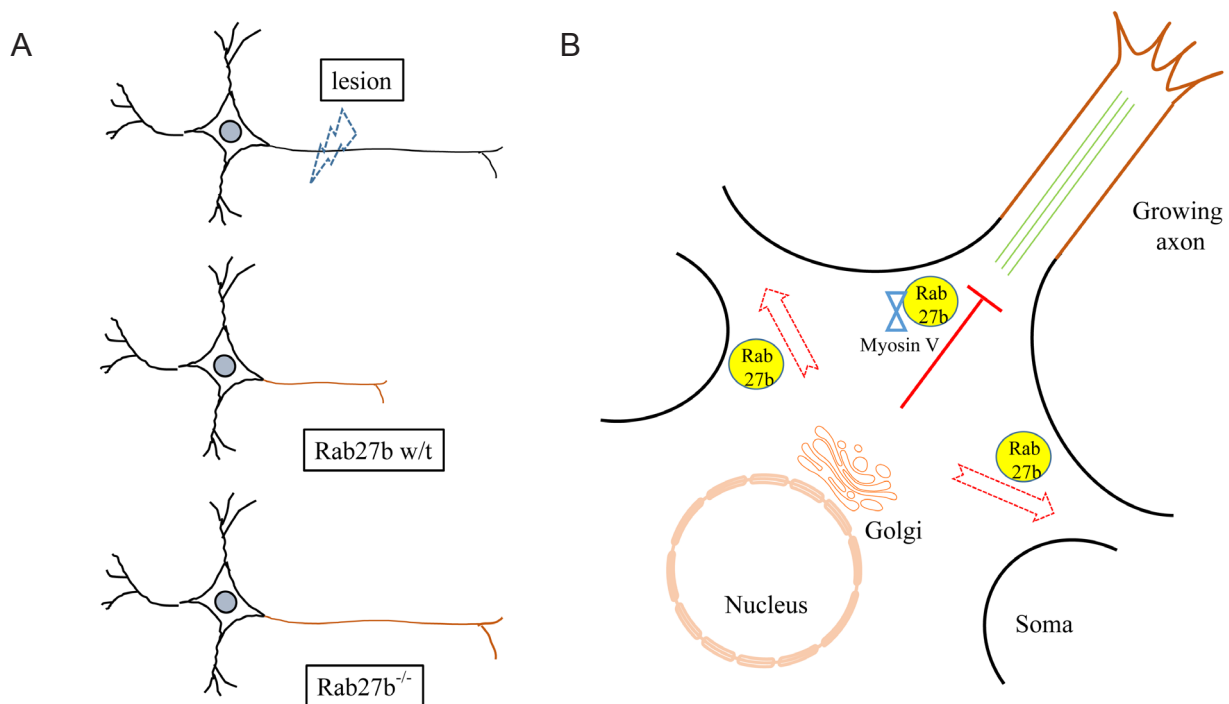 A
lesion
Rab27b w/t
Rab27b-/-
B
Growing
axon
Rab
27b
Myosin V
Rab
27b
Rab
27b
Golgi
Nucleus
Soma